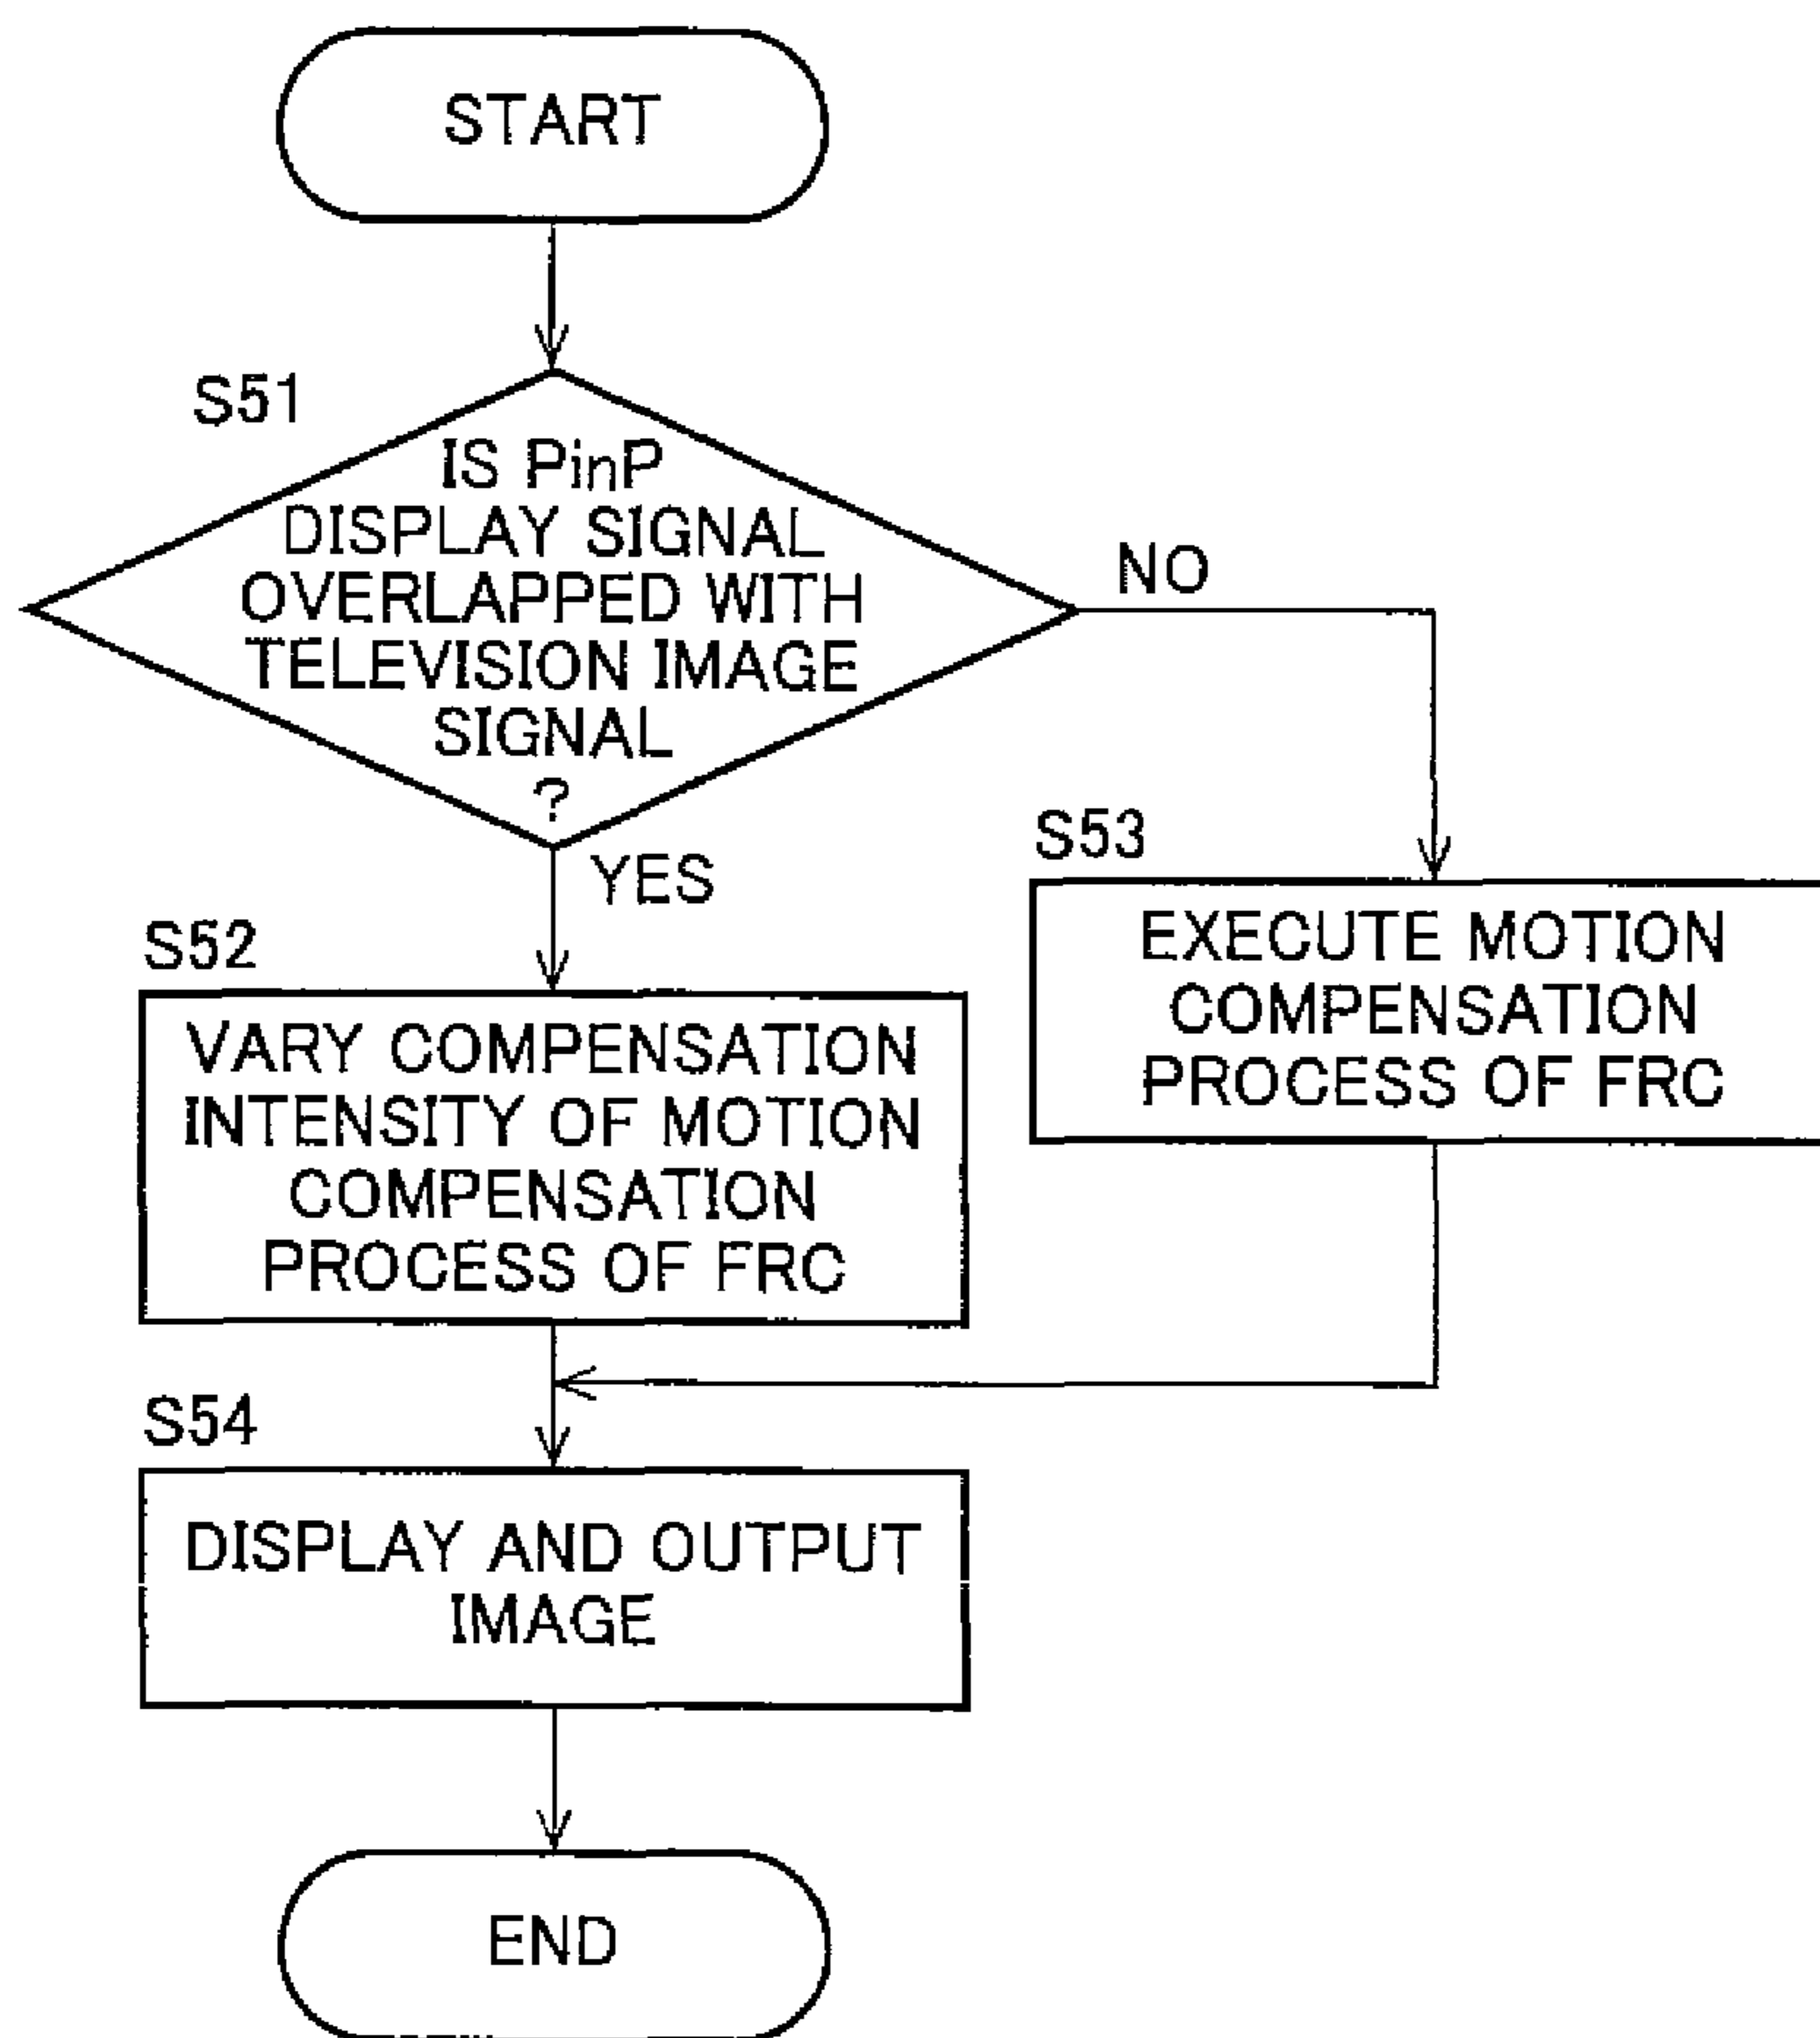 START
S51
IS PinP
DISPLAY SIGNAL
OVERLAPPED WITH
TELEVISION IMAGE
SIGNAL
?
NO
YES
S53
EXECUTE MOTION
COMPENSATION
PROCESS OF FRC
S52
VARY COMPENSATION
INTENSITY OF MOTION
COMPENSATION
PROCESS OF FRC
S54
DISPLAY AND OUTPUT
IMAGE
END